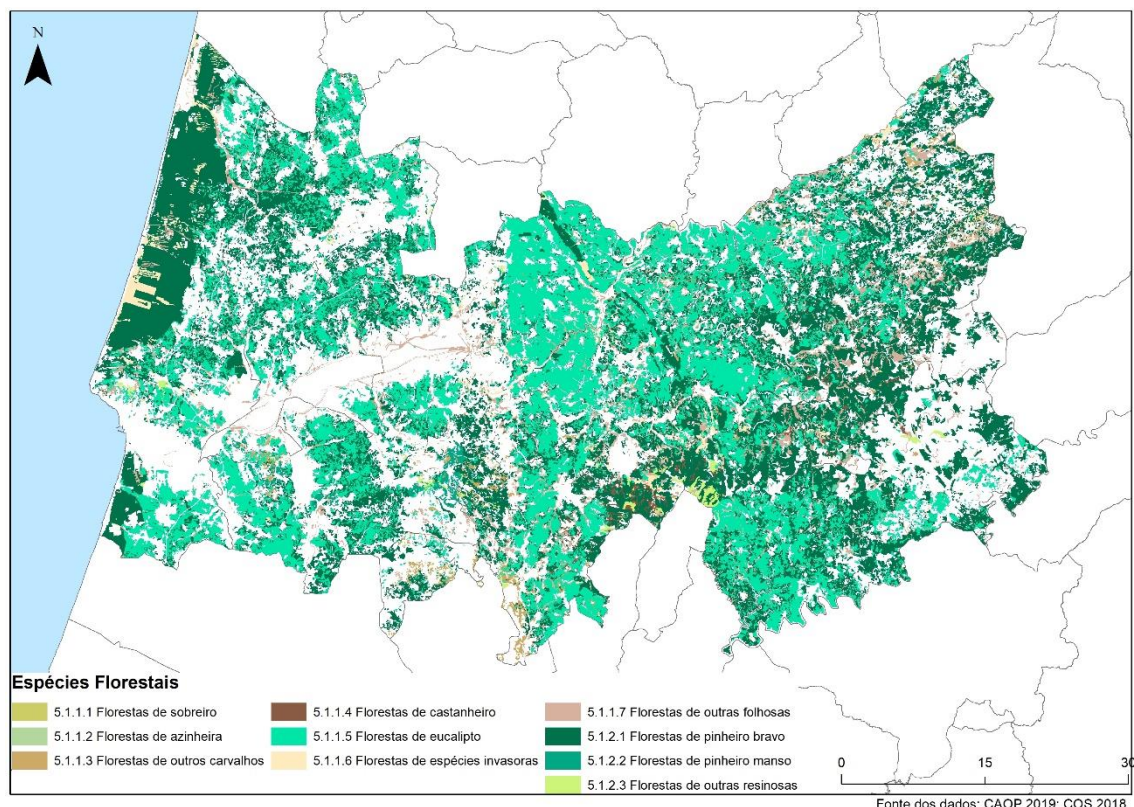 N
Espécies Florestais
5.1.1.1 Florestas de sobreiro
5.1.1.2 Florestas de azinheira
5.1.1.3 Florestas de outros carvalhos
5.1.1.4 Florestas de castanheiro
5.1.1.5 Florestas de eucalipto
5.1.1.6 Florestas de espécies invasoras
5.1.1.7 Florestas de outras folhosas
5.1.2.1 Florestas de pinheiro bravo
5.1.2.2 Florestas de pinheiro manso
5.1.2.3 Florestas de outras resinosas
0 15 30
Fonte dos dados: CAOP 2019; COS 2018;